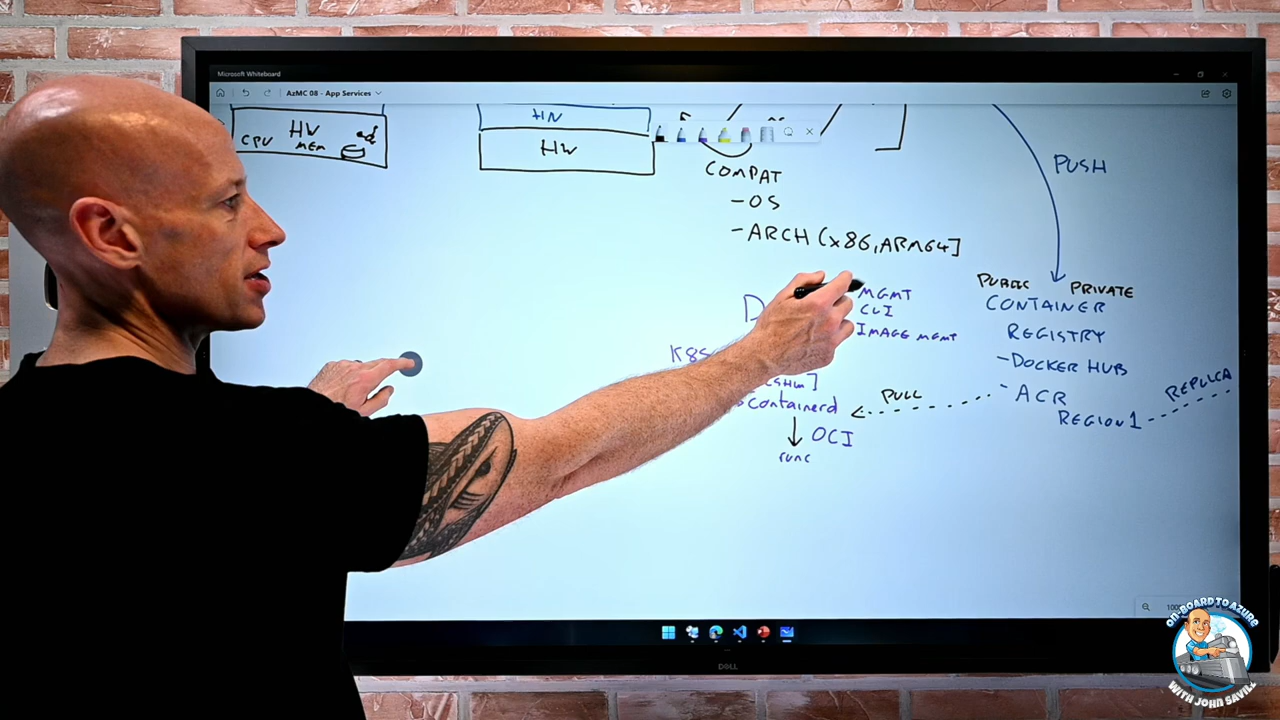 Microsoft Whiteboard
AzMC 08 - App Services
HV
CPU
MEM
HW
COMPAT
-OS
-ARCH (x86, ARM64]
PUSH
PUBLIC PRIVATE
CONTAINER
REGISTRY
-DOCKER HUB
- ACR
REGION1
REPLICA
D
MGMT
CLI
IMAGE MGMT
K8S
containerd
PULL
OCI
runc
DELL
ON-BOARD TO AZURE
WITH JOHN SAVILL